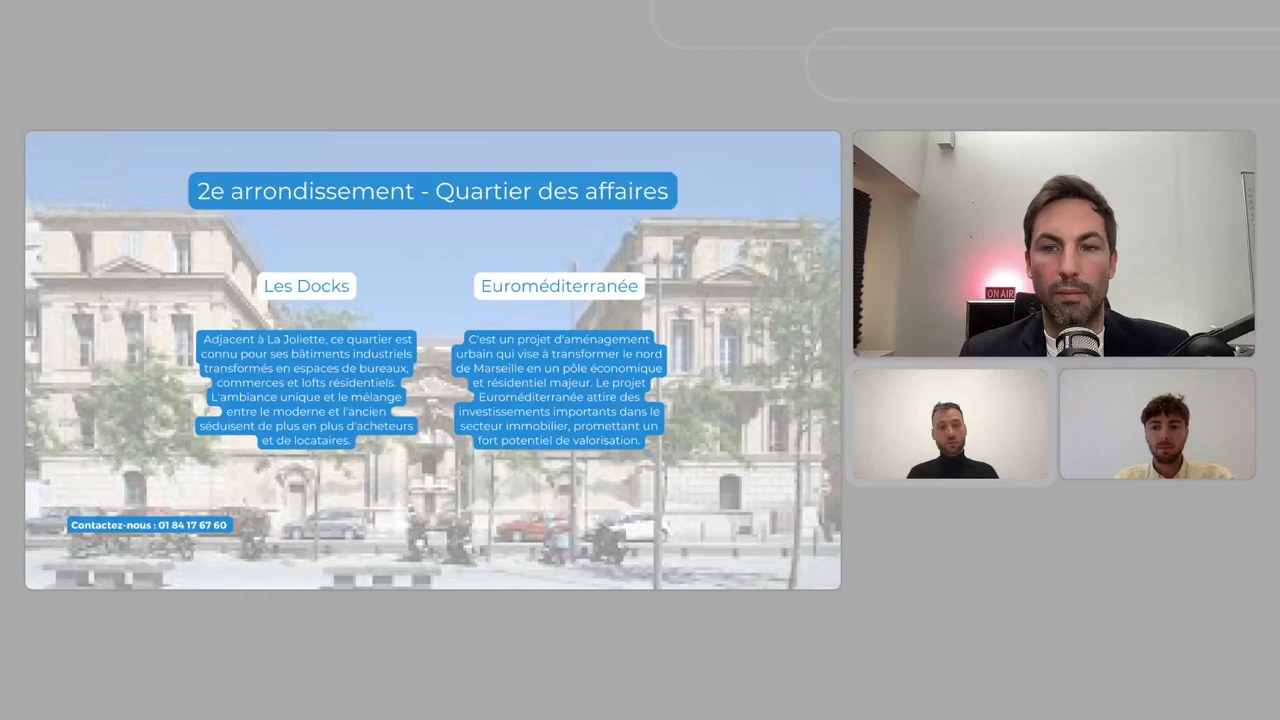 2e arrondissement - Quartier des affaires
Les Docks
Adjacent à La Joliette, ce quartier est
connu pour ses bâtiments industriels
transformés en espaces de bureaux,
commerces et lofts résidentiels.
L'ambiance unique et le mélange
entre le moderne et l'ancien
séduisent de plus en plus d'acheteurs
et de locataires.
Euroméditerranée
C'est un projet d'aménagement
urbain qui vise à transformer le nord
de Marseille en un pôle économique
et résidentiel majeur. Le projet
Euroméditerranée attire des
investissements importants dans le
secteur immobilier, promettant un
fort potentiel de valorisation.
Contactez-nous : 01 84 17 67 60
ON AIR